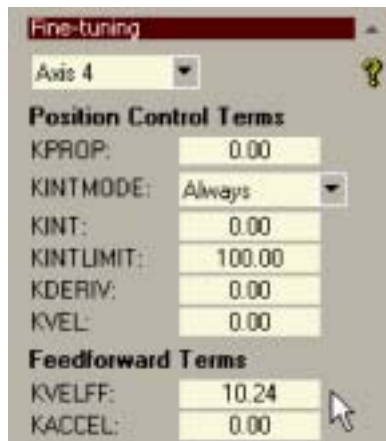 Fine-tuning
Axis 4
Position Control Terms
KPROP: 0.00
KINTMODE: Always
KINT: 0.00
KINTLIMIT: 100.00
KDERIV: 0.00
KVEL: 0.00
Feedforward Terms
KVELFF: 10.24
KACCEL: 0.00